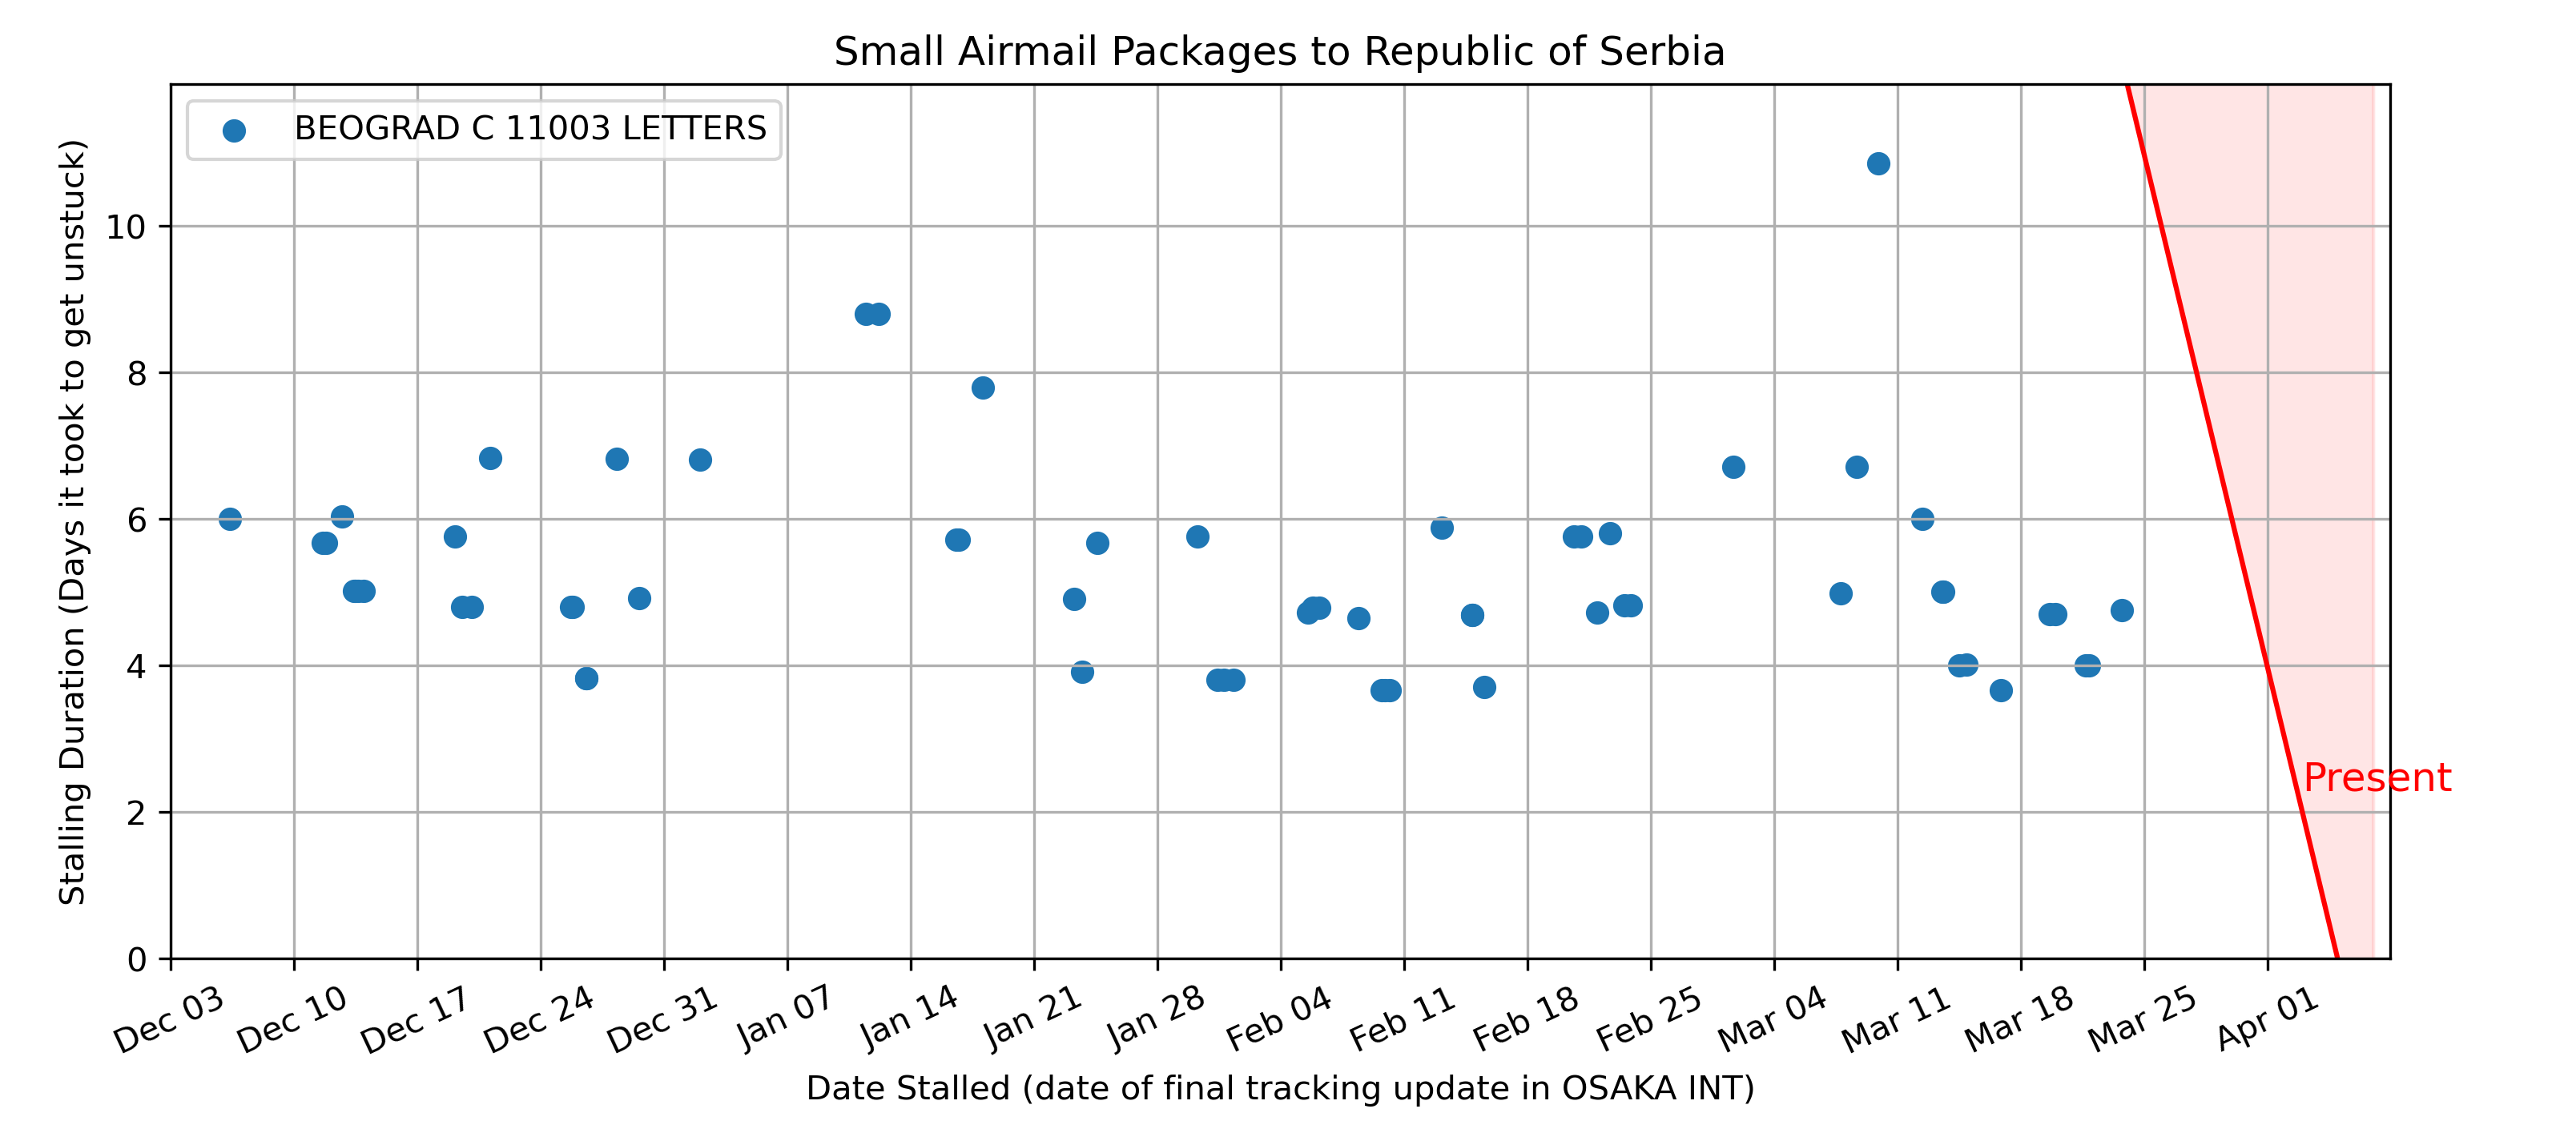 Small Airmail Packages to Republic of Serbia
BEOGRAD C 11003 LETTERS
Stalling Duration (Days it took to get unstuck)
10
8
6
4
2
0
Present
Dec 03 Dec 10 Dec 17 Dec 24 Dec 31 Jan 07 Jan 14 Jan 21 Jan 28 Feb 04 Feb 11 Feb 18 Feb 25 Mar 04 Mar 11 Mar 18 Mar 25 Apr 01
Date Stalled (date of final tracking update in OSAKA INT)